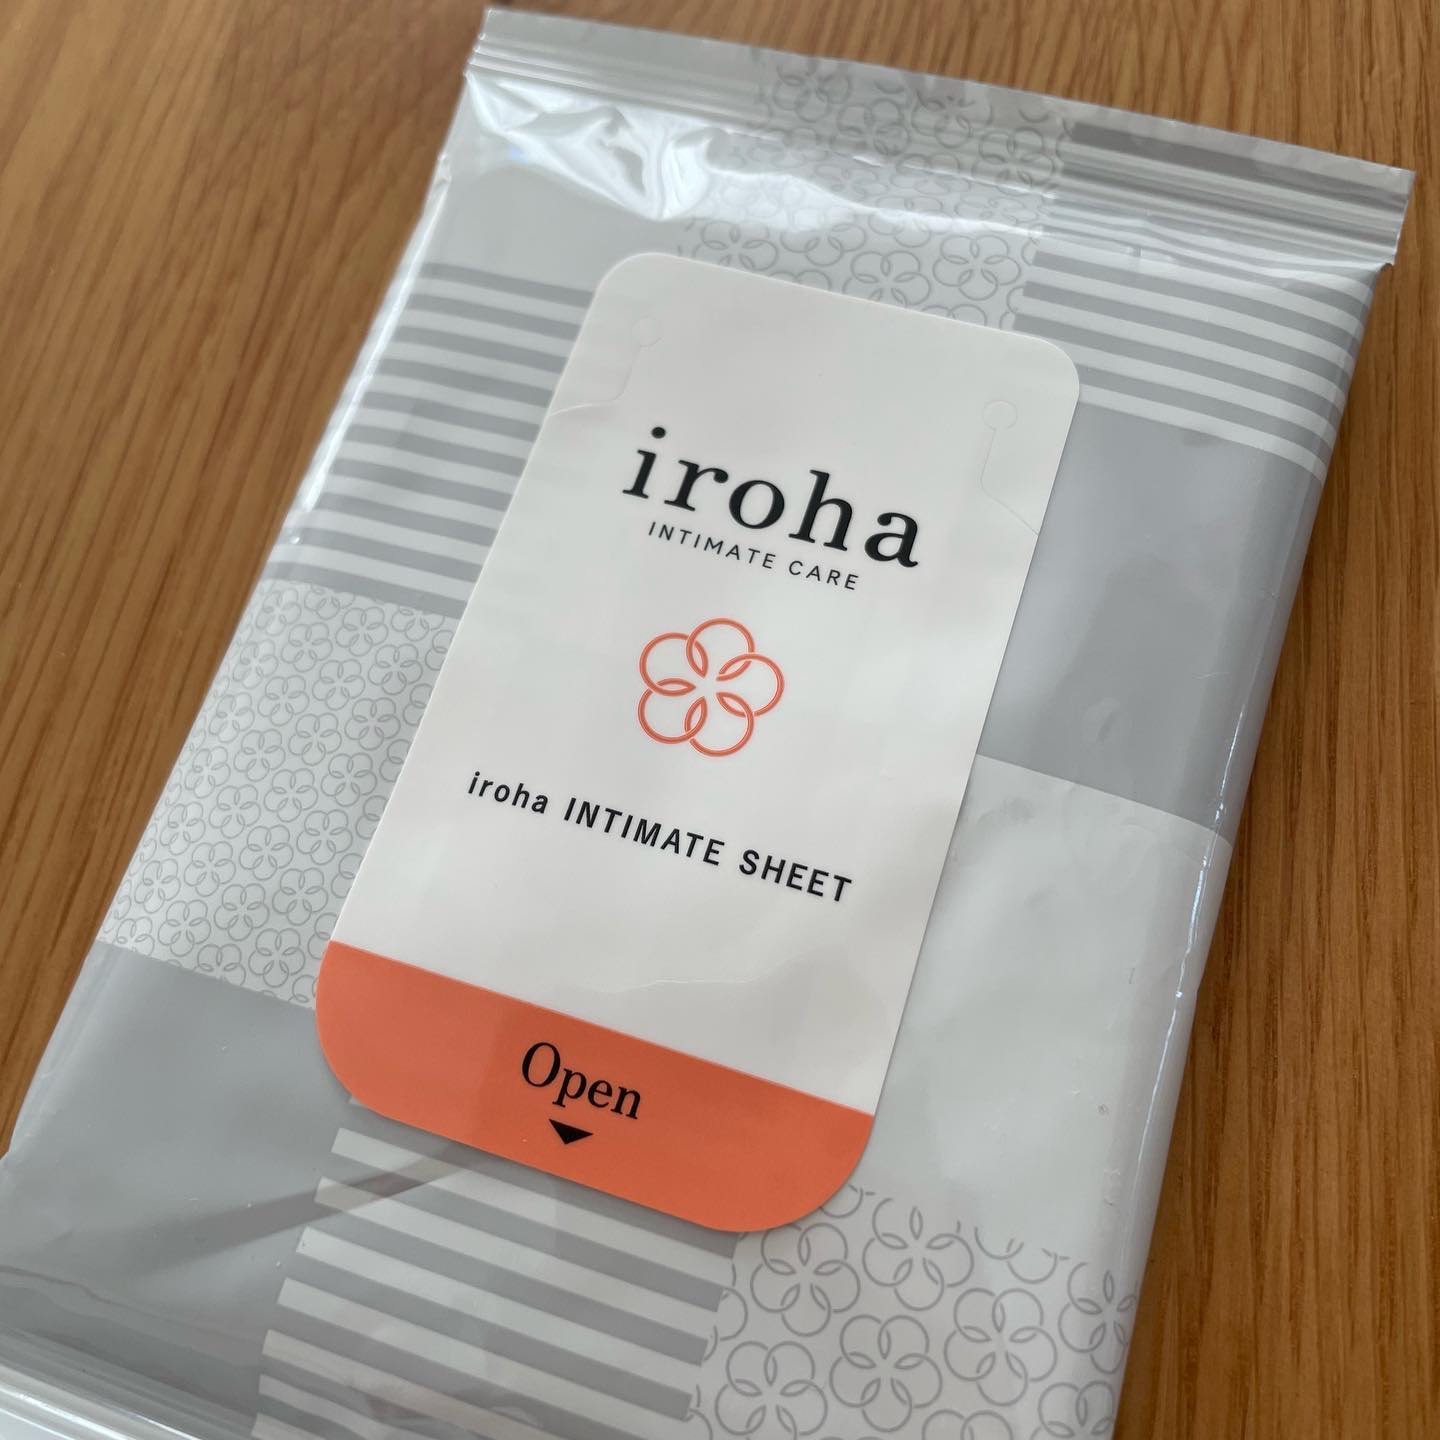 iroha
INTIMATE CARE
iroha INTIMATE SHEET
Open